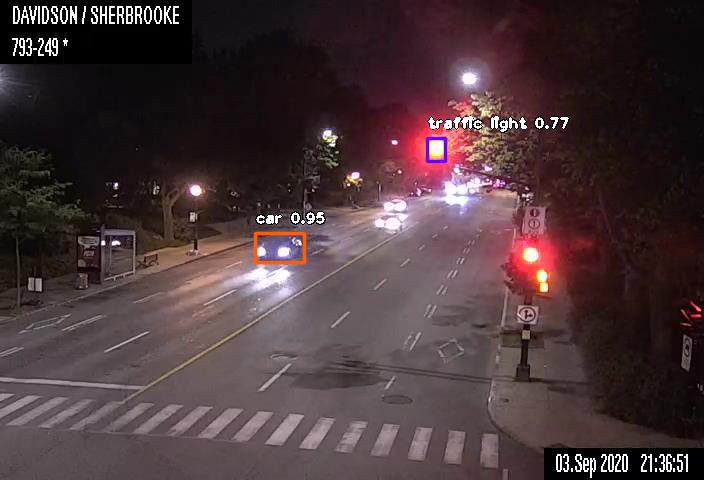 DAVIDSON / SHERBROOKE
793-249 *
traffic light 0.77
car 0.95
03.Sep 2020 21:36:51